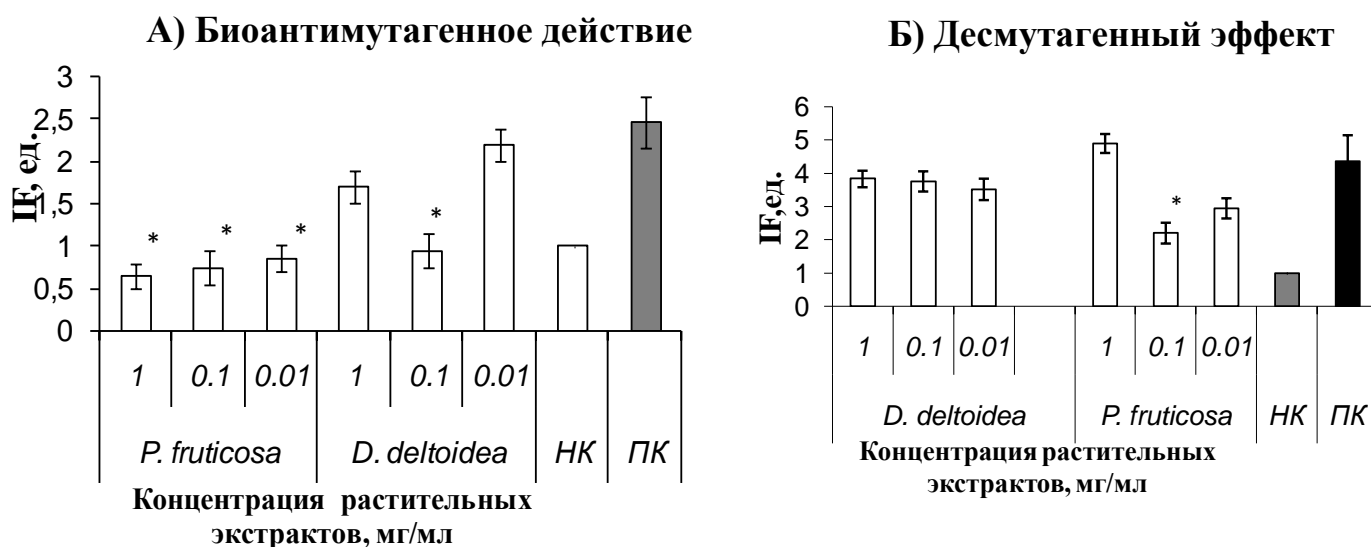 А) Биоантимутагенное действие
3
2,5
2
1,5
1
0,5
0
IF, ед.
* * * *
1 0.1 0.01 1 0.1 0.01
P. fruticosa D. deltoidea НК ПК
Концентрация растительных
экстрактов, мг/мл
Б) Десмутагенный эффект
6
5
4
3
2
1
0
IF,ед.
*
1 0.1 0.01 1 0.1 0.01
D. deltoidea P. fruticosa НК ПК
Концентрация растительных
экстрактов, мг/мл